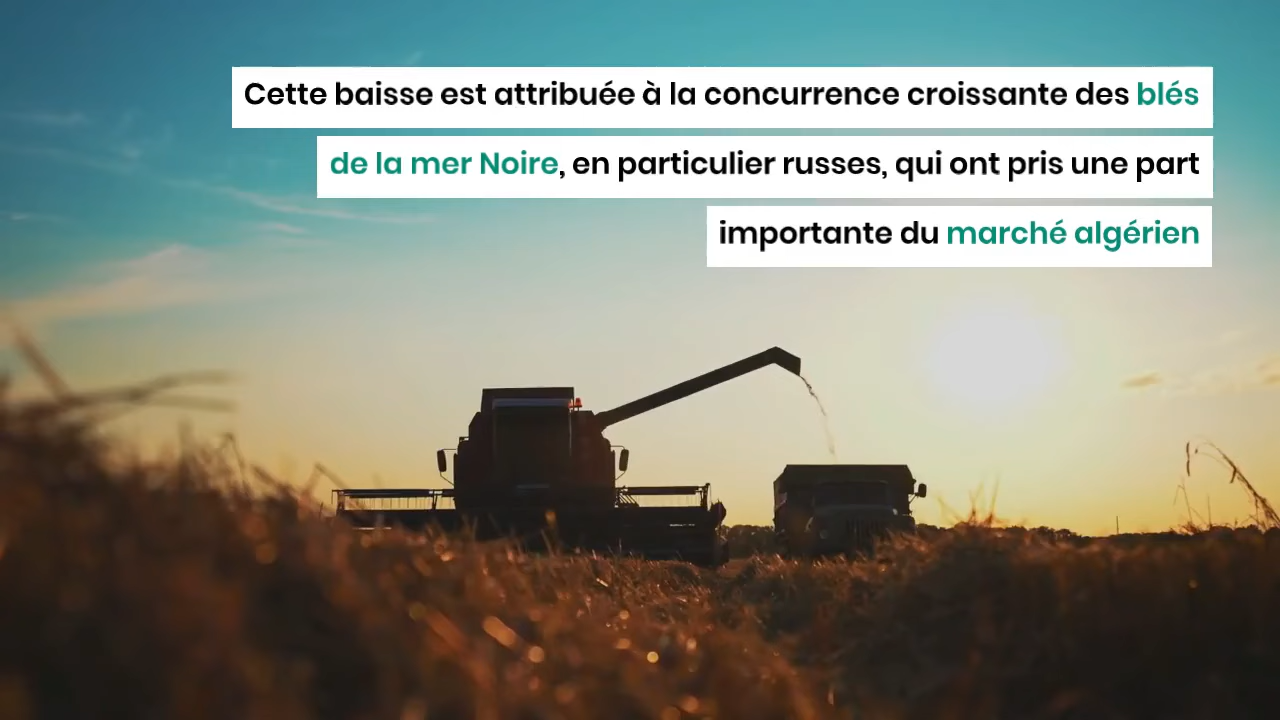 Cette baisse est attribuée à la concurrence croissante des blés
de la mer Noire, en particulier russes, qui ont pris une part
importante du marché algérien